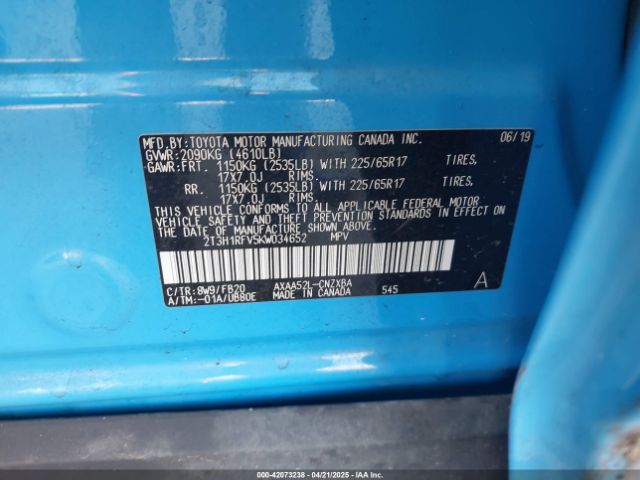 MFD.BY:TOYOTA MOTOR MANUFACTURING CANADA INC. 06/19
GVWR:2090KG (4610LB)
GAWR:FRT. 1150KG (2535LB) WITH 225/65R17 TIRES,
17X7.0J RIMS.
RR. 1150KG (2535LB) WITH 225/65R17 TIRES,
17X7.0J RIMS.
THIS VEHICLE CONFORMS TO ALL APPLICABLE FEDERAL MOTOR
VEHICLE SAFETY AND THEFT PREVENTION STANDARDS IN EFFECT ON
THE DATE OF MANUFACTURE SHOWN ABOVE.
2T3H1RFV5KW034652 MPV
C/TR:8W9/FB20 AXAA52L-CNZXBA A
A/TM:-01A/UB80E MADE IN CANADA 545
000-42073238 - 04/21/2025 - IAAI.COM